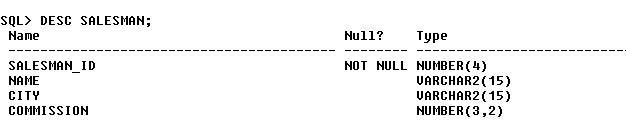 SQL> DESC SALESMAN;
Name Null? Type
----------------------------------------- -------- ----------------------------
SALESMAN_ID NOT NULL NUMBER(4)
NAME VARCHAR2(15)
CITY VARCHAR2(15)
COMMISSION NUMBER(3,2)